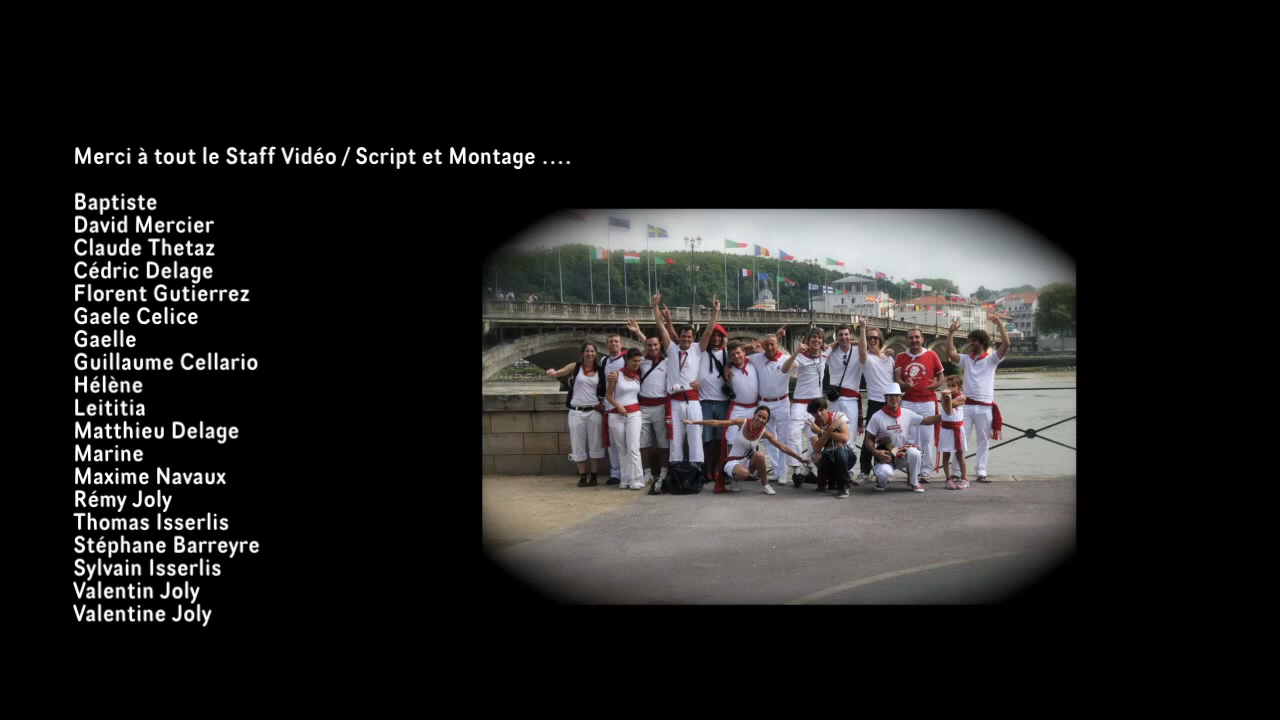 Merci à tout le Staff Vidéo / Script et Montage ....
Baptiste
David Mercier
Claude Thetaz
Cédric Delage
Florent Gutierrez
Gaele Celice
Gaelle
Guillaume Cellario
Hélène
Leititia
Matthieu Delage
Marine
Maxime Navaux
Rémy Joly
Thomas Isserlis
Stéphane Barreyre
Sylvain Isserlis
Valentin Joly
Valentine Joly